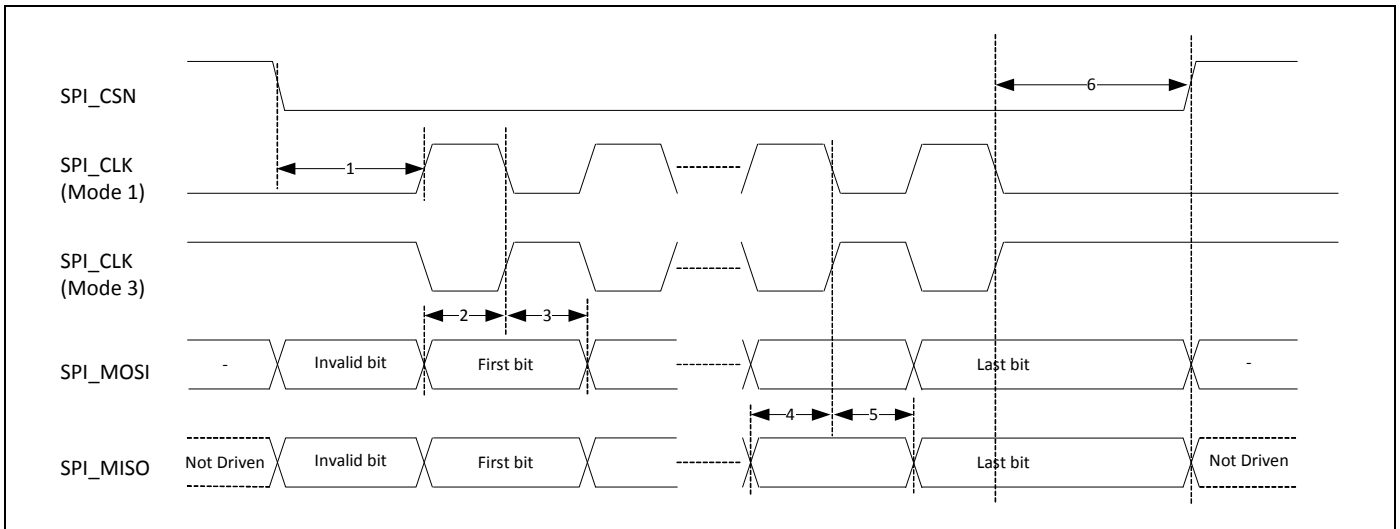 SPI_CSN
6
SPI_CLK
(Mode 1)
1
SPI_CLK
(Mode 3)
2
3
SPI_MOSI
-
Invalid bit
First bit
Last bit
-
4
5
SPI_MISO
Not Driven
Invalid bit
First bit
Last bit
Not Driven